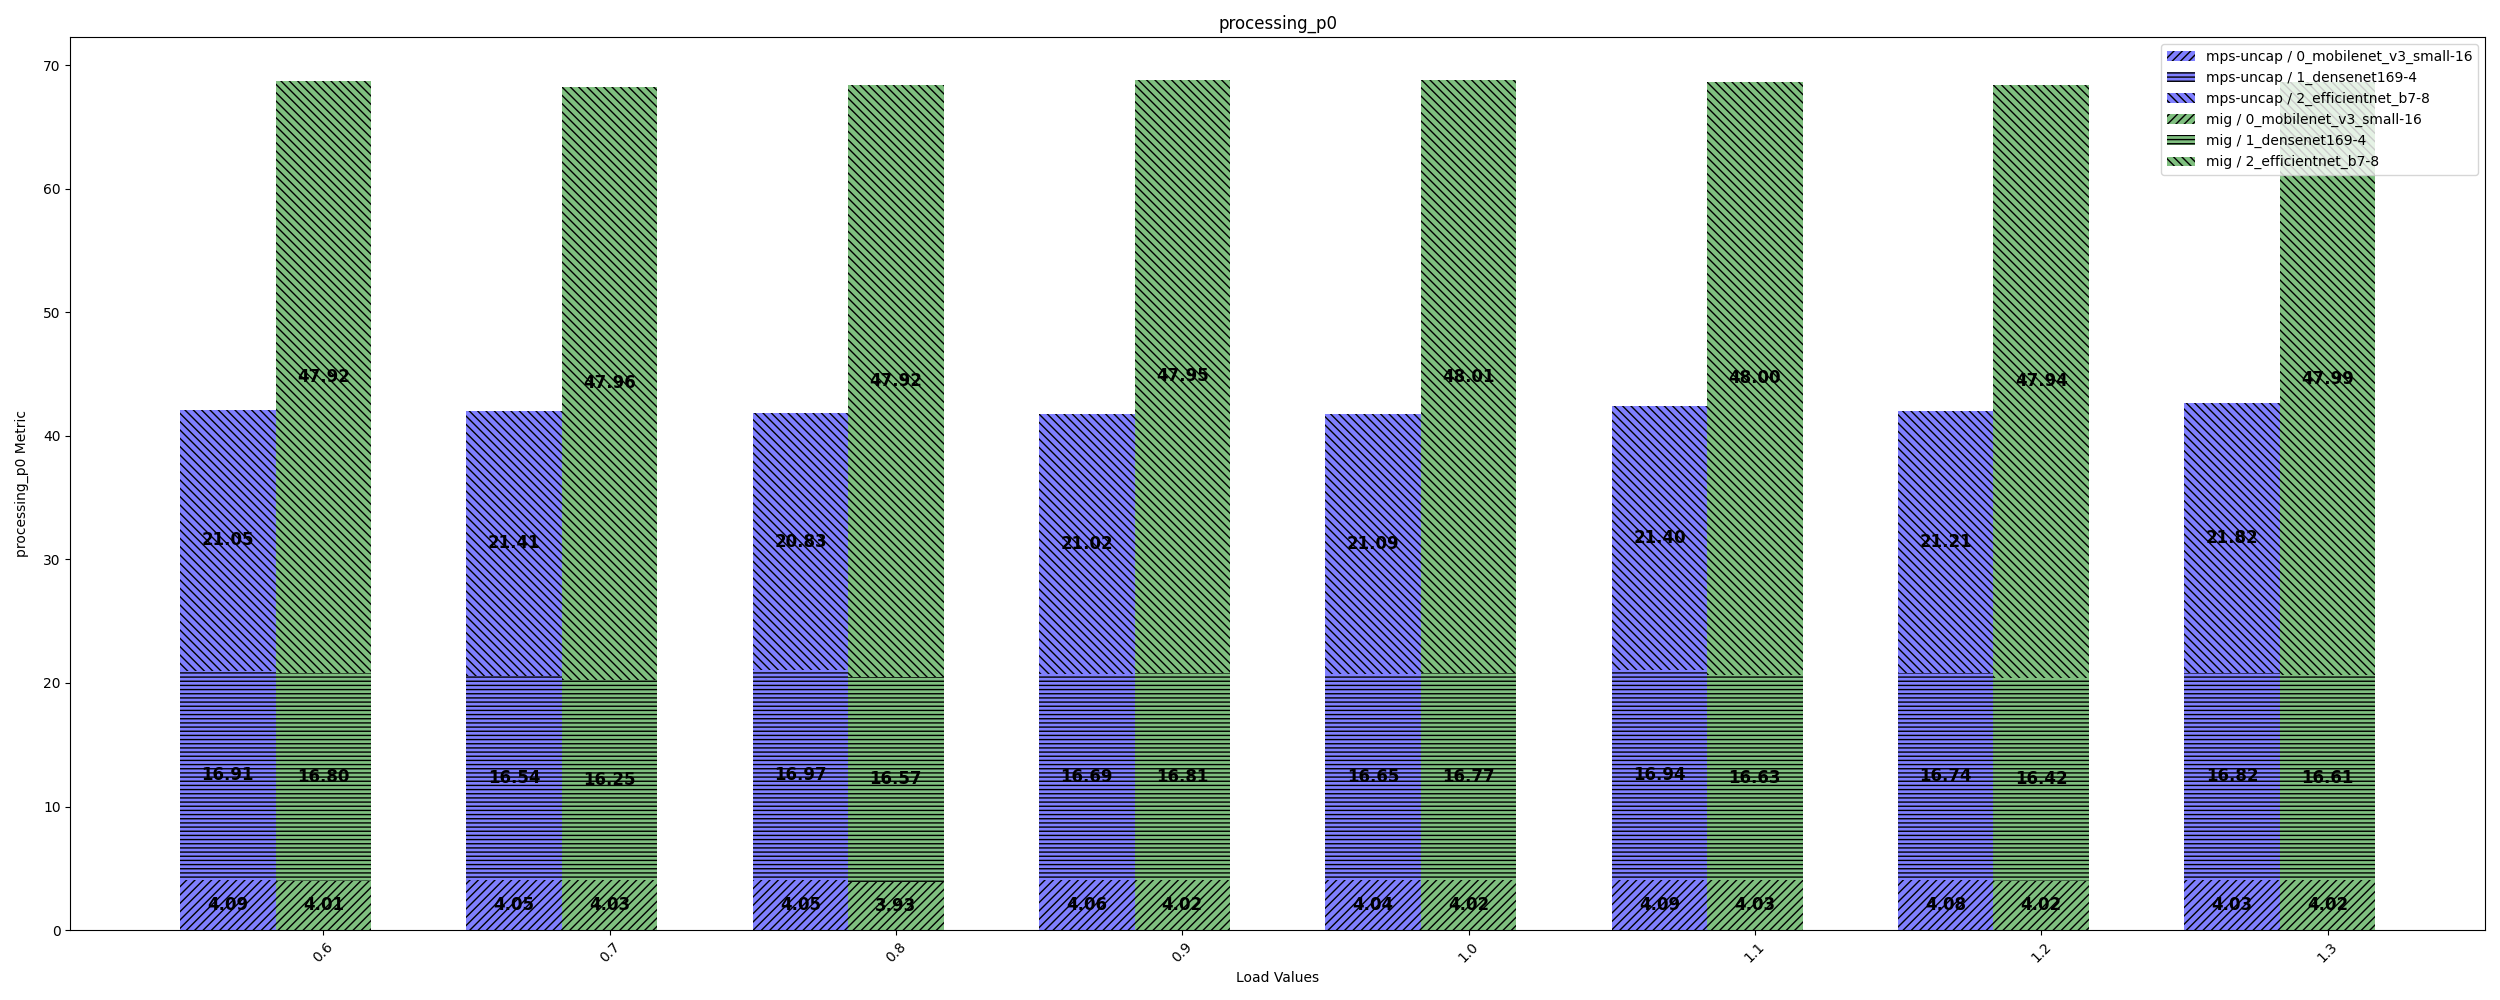 processing_p0
mps-uncap / 0_mobilenet_v3_small-16
mps-uncap / 1_densenet169-4
mps-uncap / 2_efficientnet_b7-8
mig / 0_mobilenet_v3_small-16
mig / 1_densenet169-4
mig / 2_efficientnet_b7-8
processing_p0 Metric
70
60
50
40
30
20
10
0
47.92 47.96 47.92 47.95 48.01 48.00 47.94 47.99
21.05 21.41 20.83 21.02 21.09 21.40 21.21 21.82
16.91 16.80 16.54 16.25 16.97 16.57 16.69 16.81 16.65 16.77 16.94 16.63 16.74 16.42 16.82 16.61
4.09 4.01 4.05 4.03 4.05 3.93 4.06 4.02 4.04 4.02 4.09 4.03 4.08 4.02 4.03 4.02
0.6 0.7 0.8 0.9 1.0 1.1 1.2 1.3
Load Values